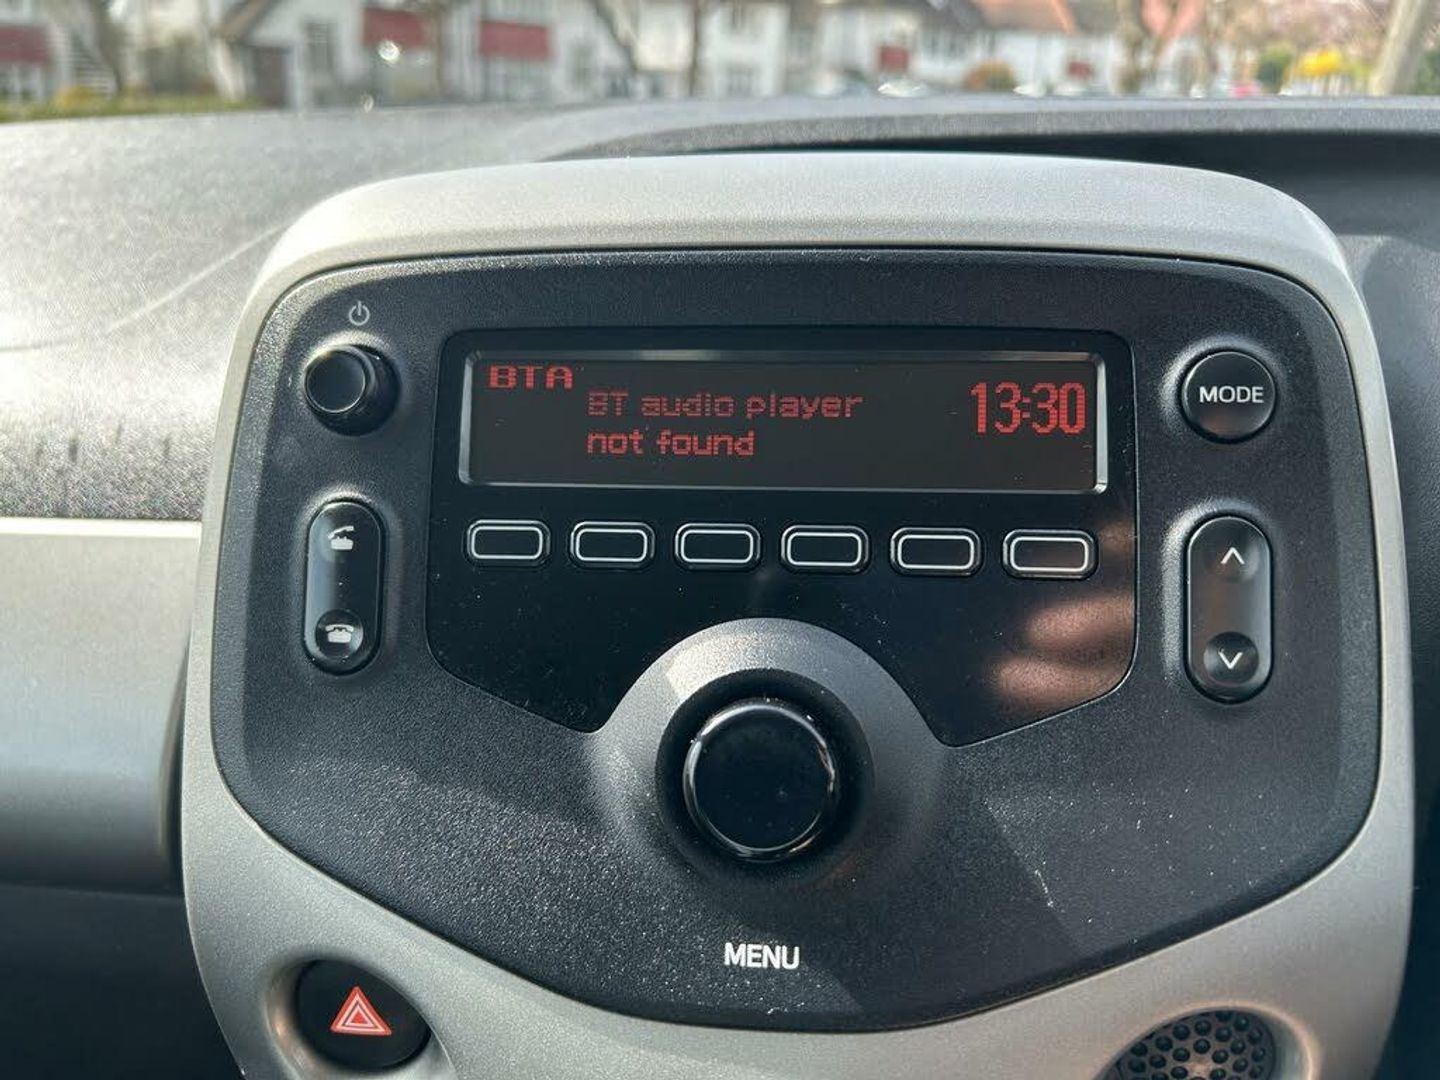 BTA
BT audio player
not found
13:30
MODE
MENU